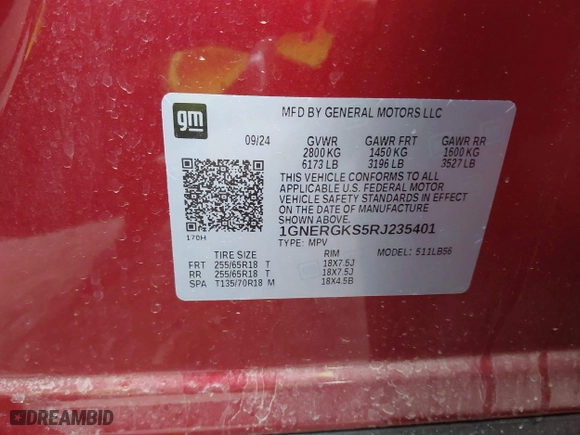 gm
MFD BY GENERAL MOTORS LLC
09/24 GVWR GAWR FRT GAWR RR
2800 KG 1450 KG 1600 KG
6173 LB 3196 LB 3527 LB
THIS VEHICLE CONFORMS TO ALL
APPLICABLE U.S. FEDERAL MOTOR
VEHICLE SAFETY STANDARDS IN EFFECT
ON THE DATE OF MANUFACTURE SHOWN
ABOVE.
1GNERGKS5RJ235401
170H
TYPE: MPV MODEL: 511LB56
TIRE SIZE RIM
FRT 255/65R18 T 18X7.5J
RR 255/65R18 T 18X7.5J
SPA T135/70R18 M 18X4.5B
DREAMBID